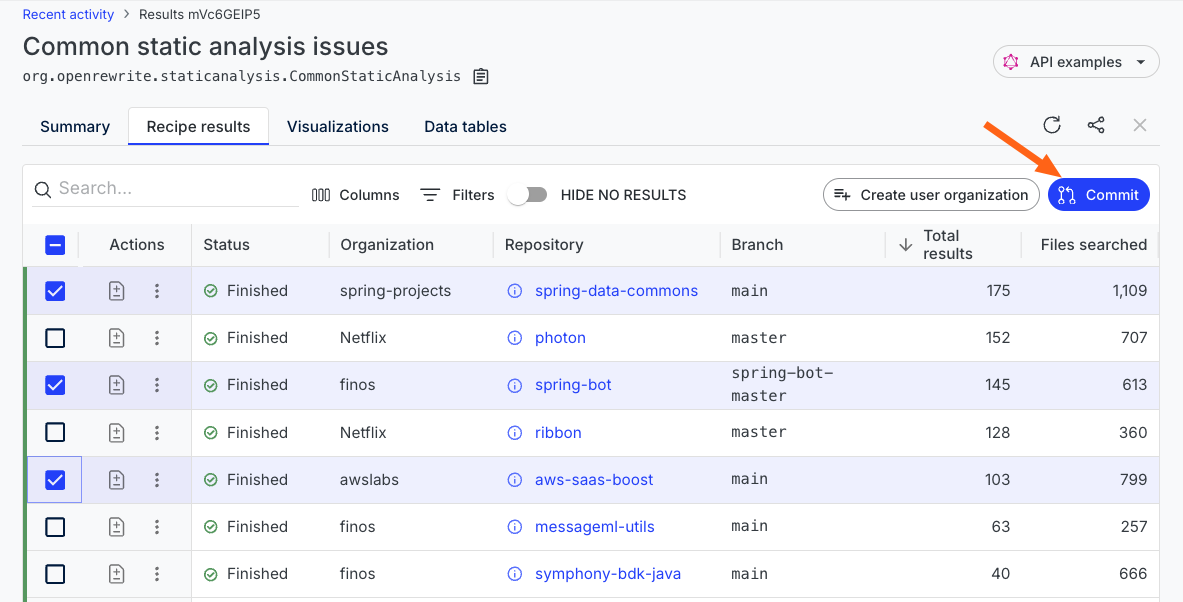 Recent activity > Results mVc6GEIP5
Common static analysis issues
org.openrewrite.staticanalysis.CommonStaticAnalysis
API examples
Summary Recipe results Visualizations Data tables
Search... Columns Filters HIDE NO RESULTS Create user organization Commit
Actions Status Organization Repository Branch Total results Files searched
Finished spring-projects spring-data-commons main 175 1,109
Finished Netflix photon master 152 707
Finished finos spring-bot spring-bot-master 145 613
Finished Netflix ribbon master 128 360
Finished awslabs aws-saas-boost main 103 799
Finished finos messageml-utils main 63 257
Finished finos symphony-bdk-java main 40 666